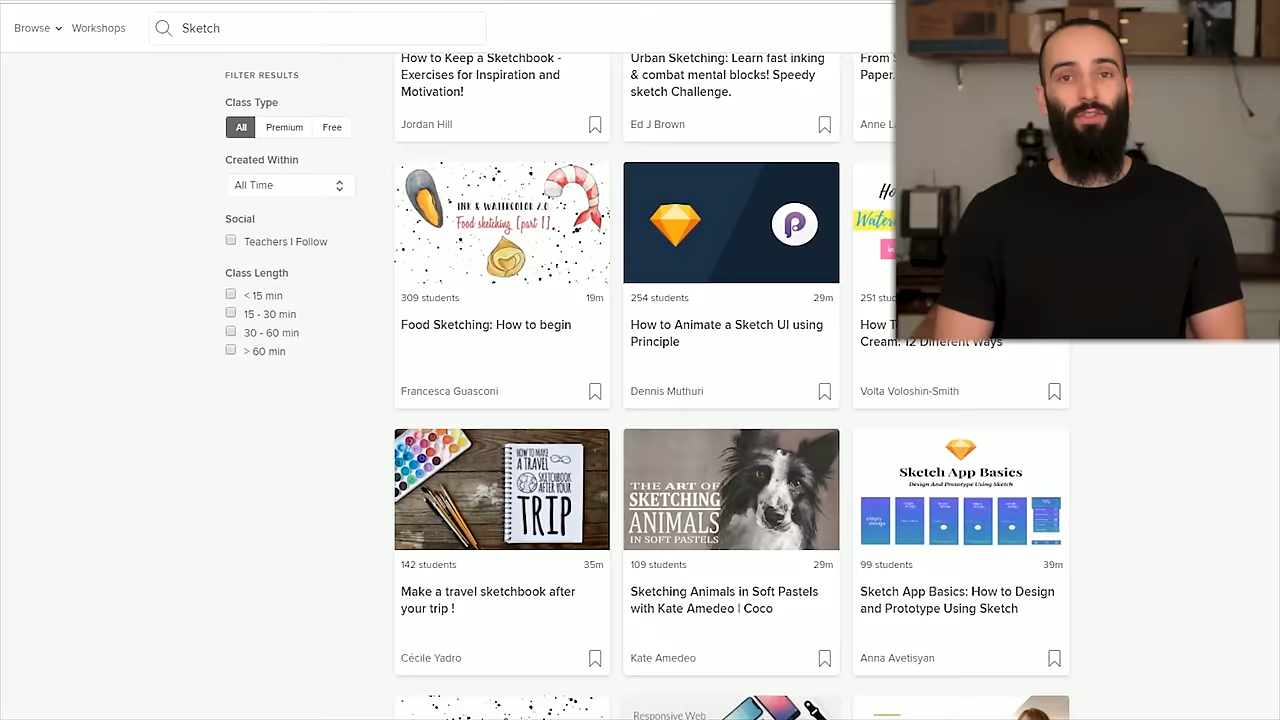 Browse
Workshops
Sketch
FILTER RESULTS
Class Type
All
Premium
Free
Created Within
All Time
Social
Teachers I Follow
Class Length
< 15 min
15 - 30 min
30 - 60 min
> 60 min
How to Keep a Sketchbook -
Exercises for Inspiration and
Motivation!
Jordan Hill
Urban Sketching: Learn fast inking
& combat mental blocks! Speedy
sketch Challenge.
Ed J Brown
From S
Paper.
Anne L
INK & WATERCOLOR 2.0
Food sketching [part 1]
309 students
19m
Food Sketching: How to begin
Francesca Guasconi
P
254 students
29m
How to Animate a Sketch UI using
Principle
Dennis Muthuri
Ho
Water
in
251 stud
How T
Cream: 12 Different Ways
Volta Voloshin-Smith
HOW TO MAKE
A TRAVEL
SKETCHBOOK
AFTER YOUR
TRIP
142 students
35m
Make a travel sketchbook after
your trip !
Cécile Yadro
THE ART OF
SKETCHING
ANIMALS
IN SOFT PASTELS
109 students
29m
Sketching Animals in Soft Pastels
with Kate Amedeo | Coco
Kate Amedeo
Sketch App Basics
Design And Prototype Using Sketch
99 students
39m
Sketch App Basics: How to Design
and Prototype Using Sketch
Anna Avetisyan
Responsive Web